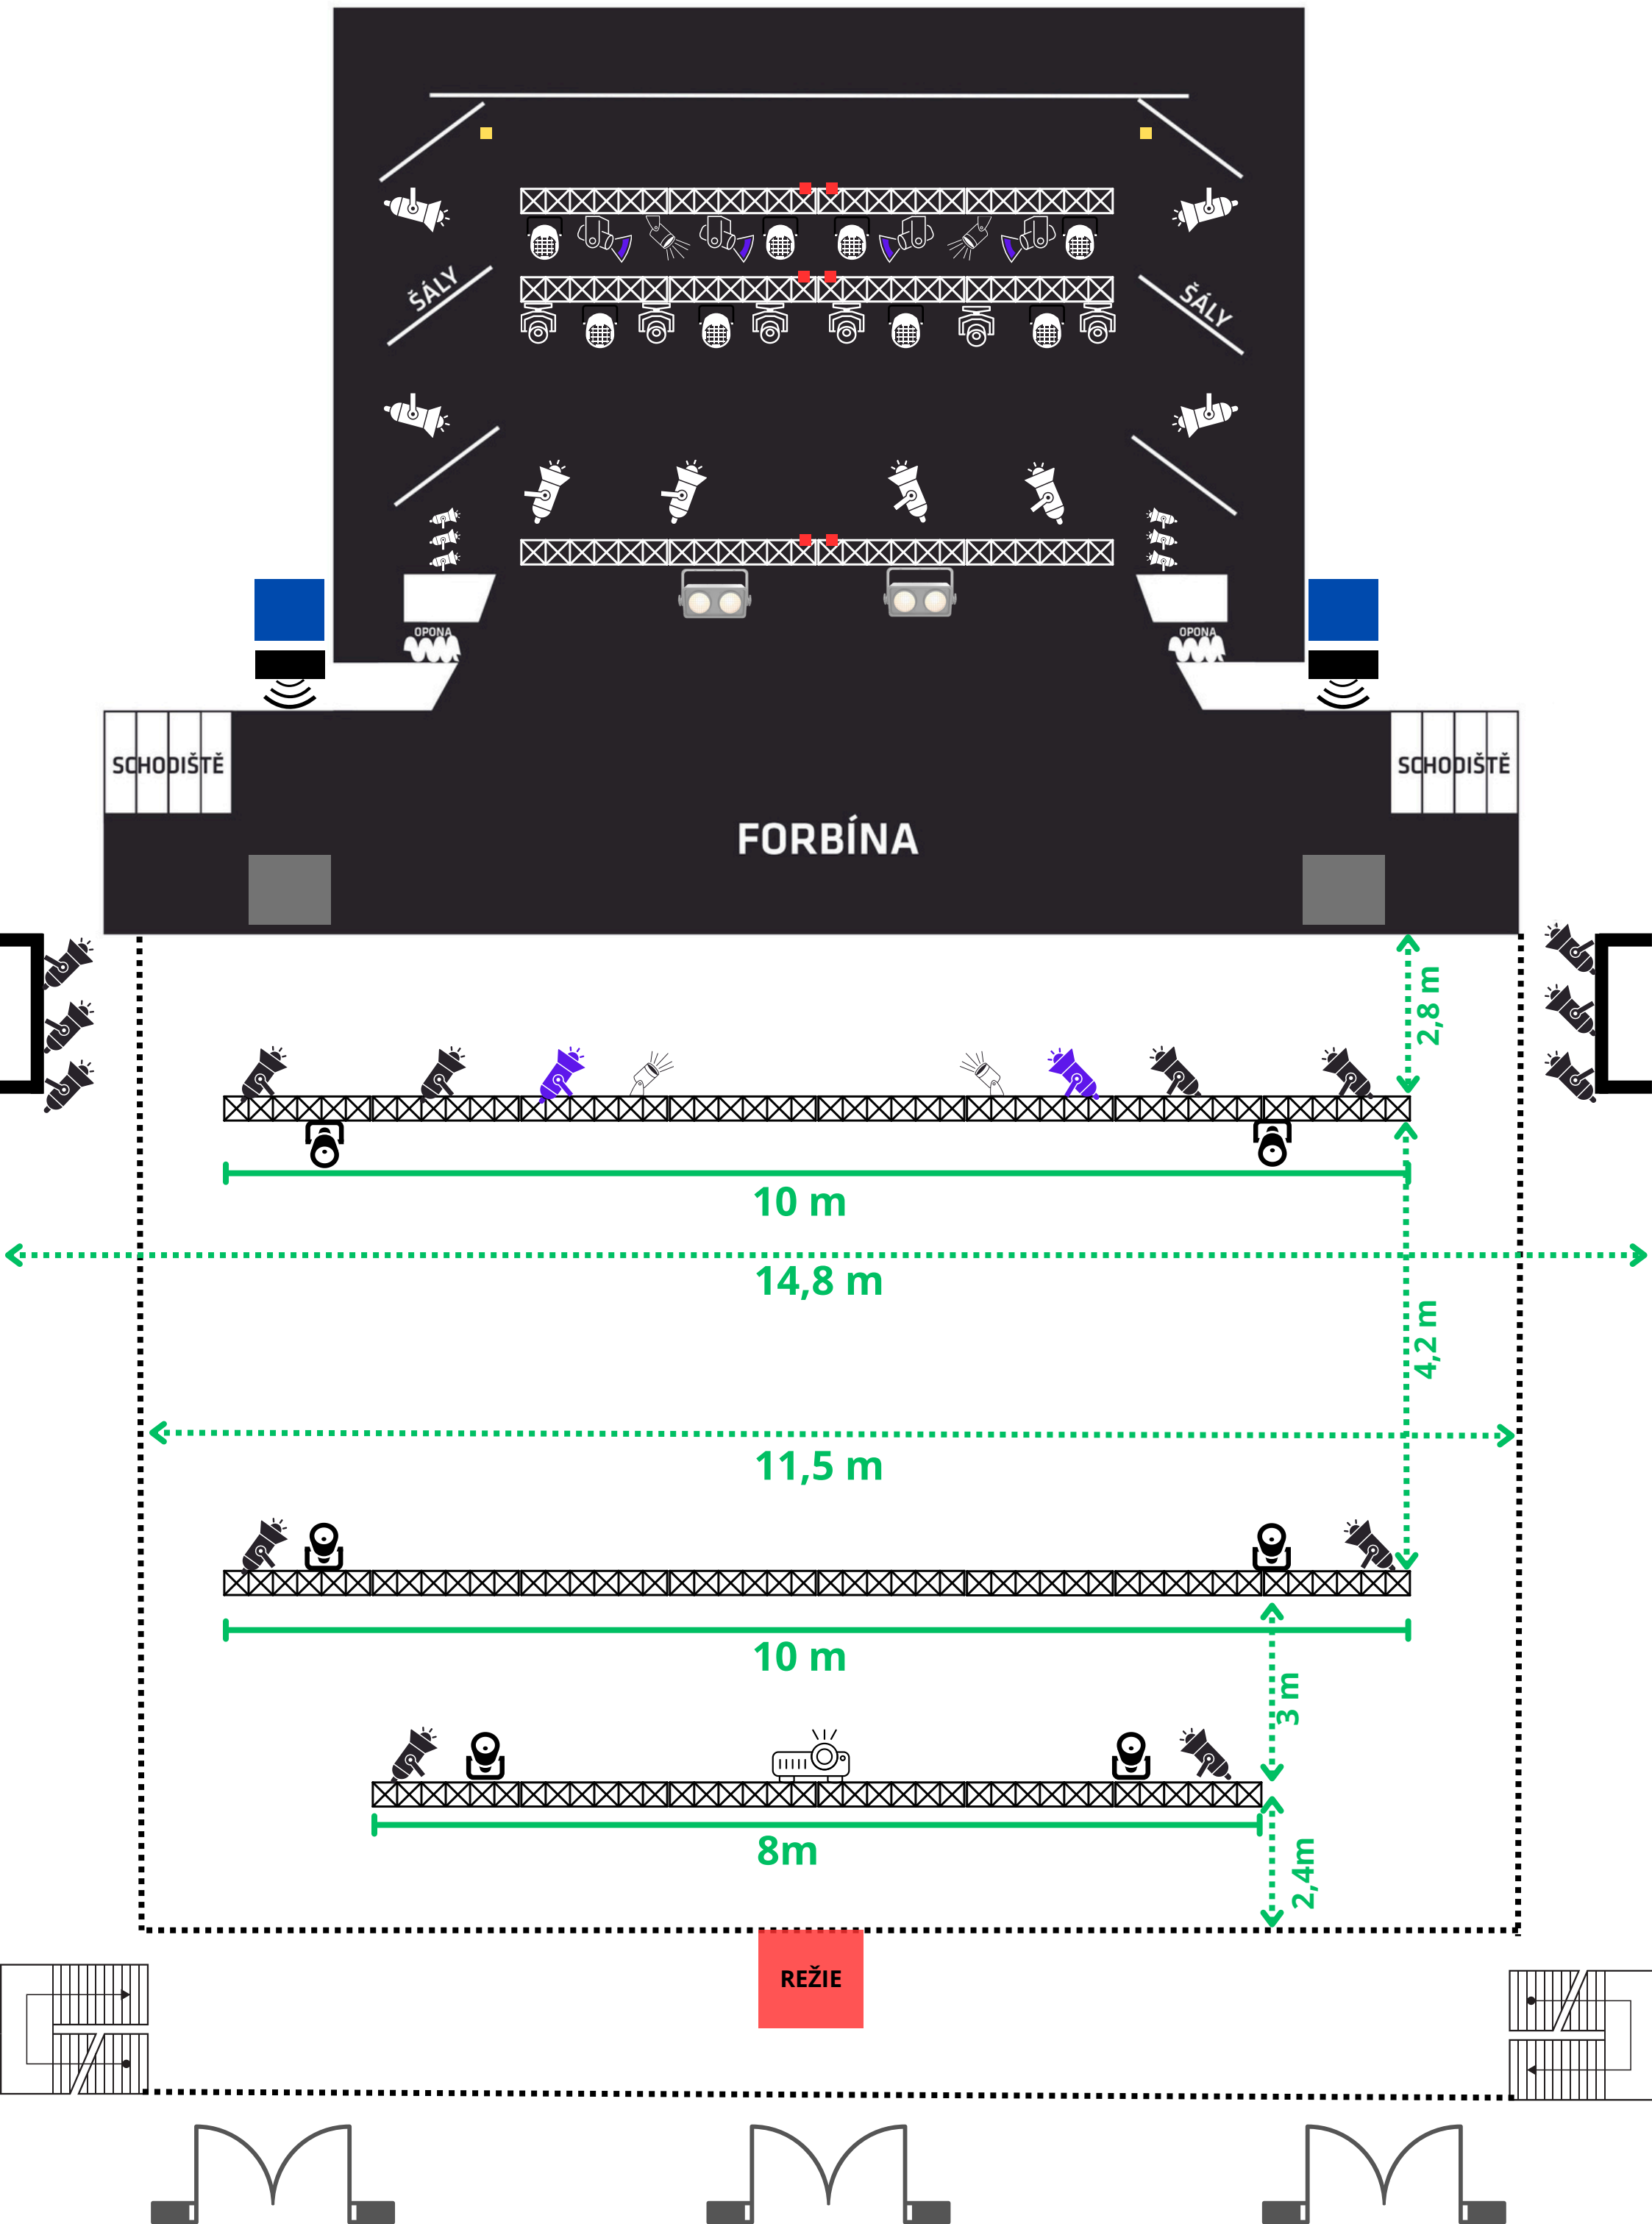 ŠÁLY
ŠÁLY
OPONA
OPONA
SCHODIŠTĚ
SCHODIŠTĚ
FORBÍNA
2,8 m
10 m
14,8 m
4,2 m
11,5 m
10 m
3 m
8m
2,4m
REŽIE